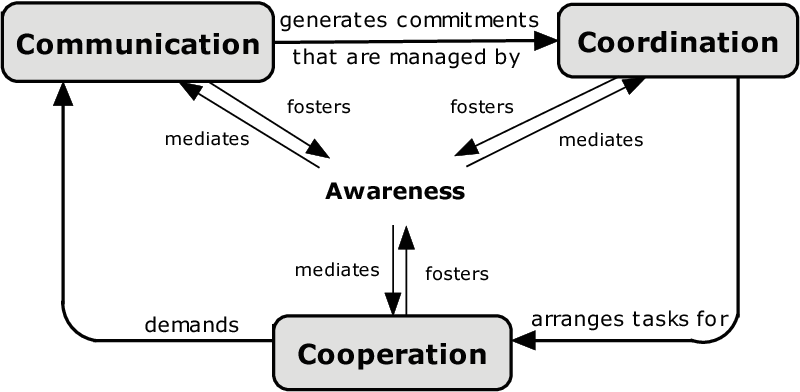 generates commitments
Communication
Coordination
that are managed by
fosters
fosters
mediates
mediates
Awareness
mediates
fosters
demands
arranges tasks for
Cooperation